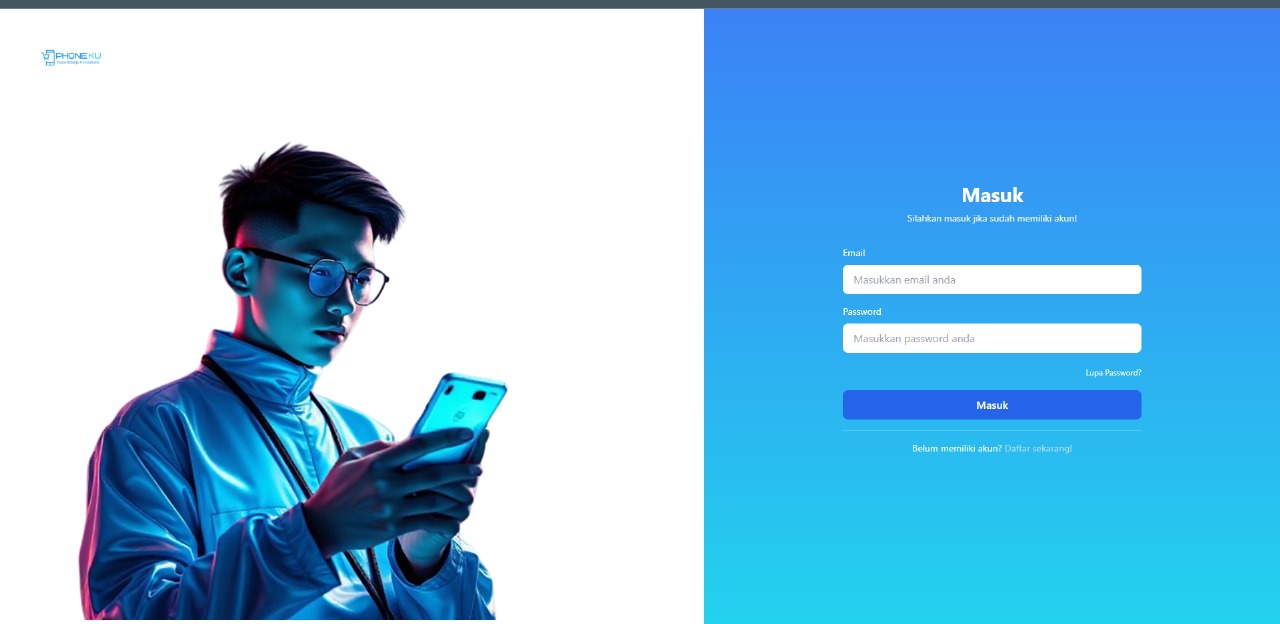 PHONEKU
Masuk
Silahkan masuk jika sudah memiliki akun!
Email
Masukkan email anda
Password
Masukkan password anda
Lupa Password?
Masuk
Belum memiliki akun? Daftar sekarang!